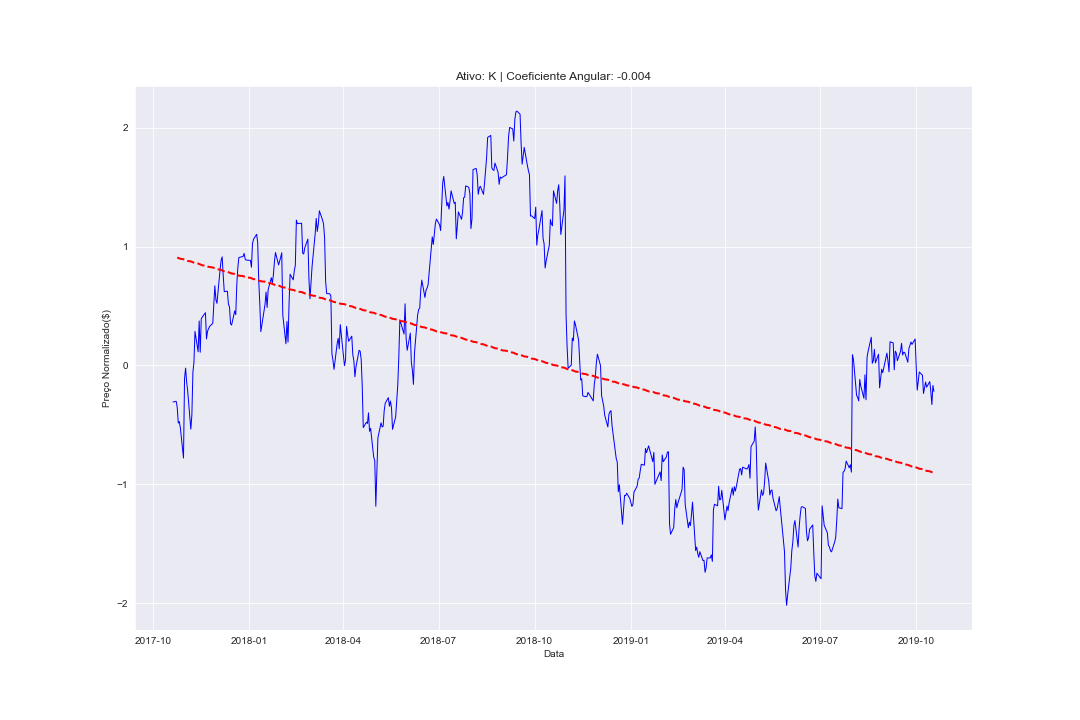 Ativo: K | Coeficiente Angular: -0.004
Preço Normalizado($)
2
1
0
−1
−2
2017-10 2018-01 2018-04 2018-07 2018-10 2019-01 2019-04 2019-07 2019-10
Data